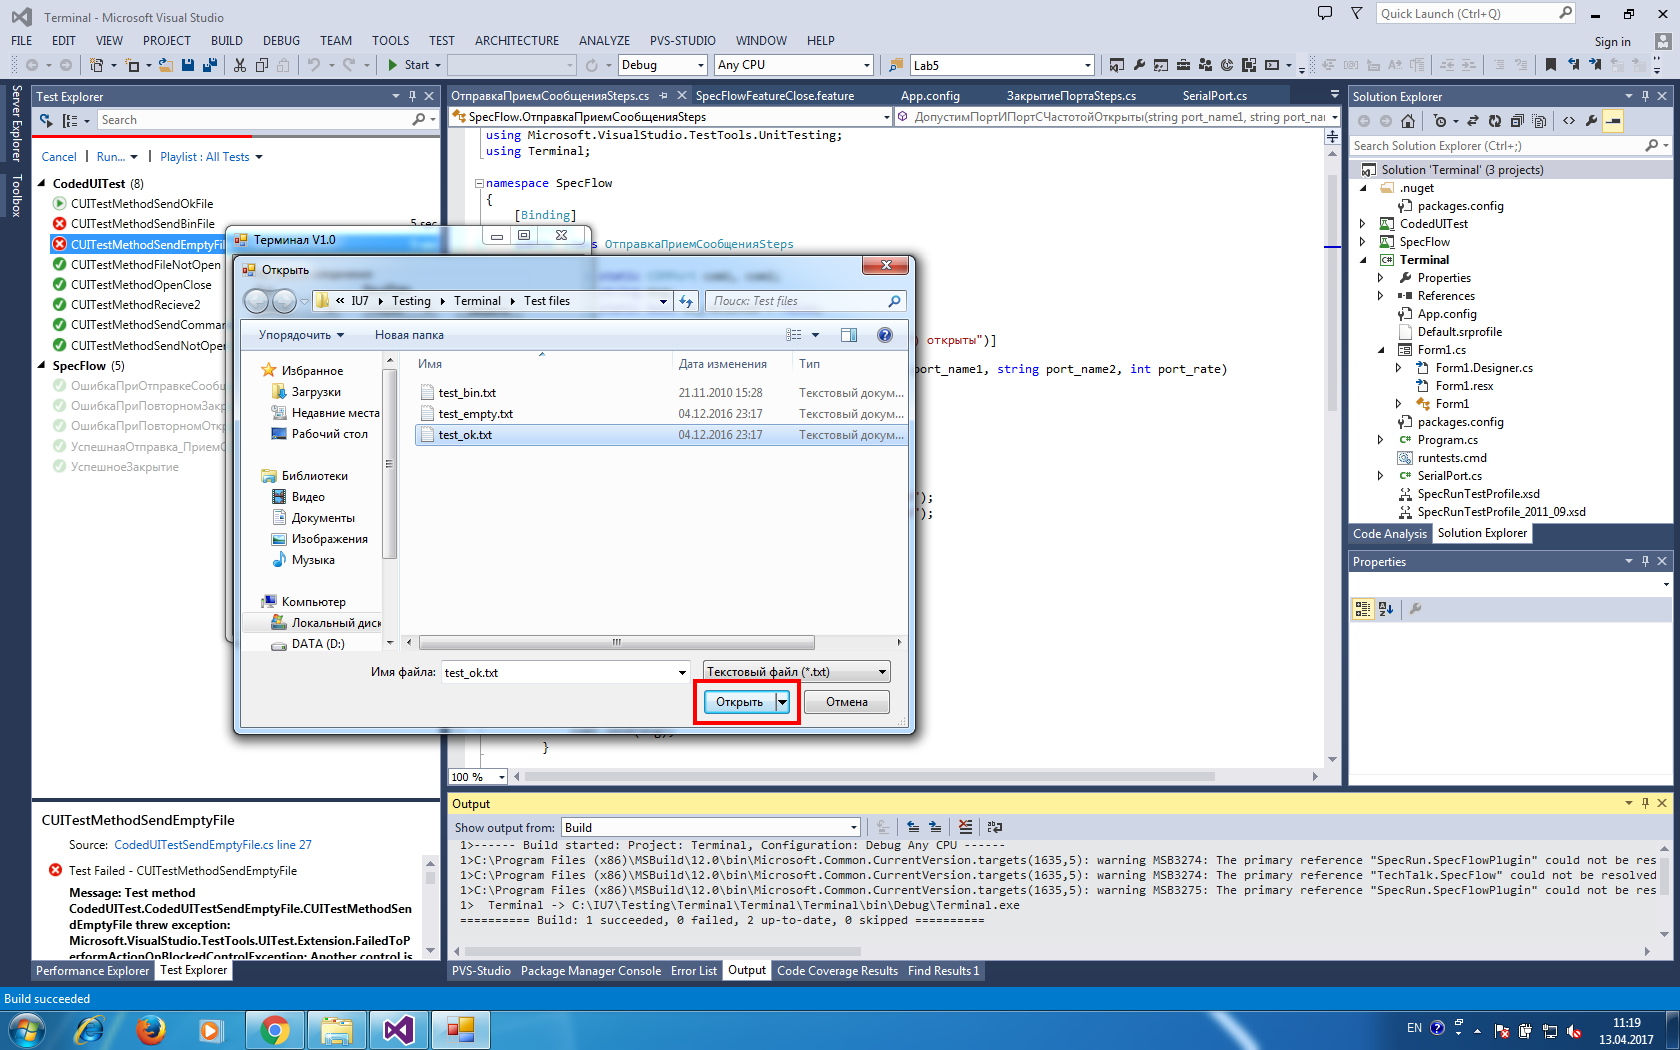 Terminal - Microsoft Visual Studio
Quick Launch (Ctrl+Q)
FILE EDIT VIEW PROJECT BUILD DEBUG TEAM TOOLS TEST ARCHITECTURE ANALYZE PVS-STUDIO WINDOW HELP
Sign in
Start Debug Any CPU Lab5
Server Explorer
Toolbox
Test Explorer
Search
Cancel Run... Playlist : All Tests
CodedUITest (8)
CUITestMethodSendOkFile
CUITestMethodSendBinFile 5 sec
CUITestMethodSendEmptyFil
CUITestMethodFileNotOpen
CUITestMethodOpenClose
CUITestMethodRecieve2
CUITestMethodSendComman
CUITestMethodSendNotOper
SpecFlow (5)
ОшибкаПриОтправкеСообщ
ОшибкаПриПовторномЗакр
ОшибкаПриПовторномОткр
УспешнаяОтправка_ПриемС
УспешноеЗакрытие
CUITestMethodSendEmptyFile
Source: CodedUITestSendEmptyFile.cs line 27
Test Failed - CUITestMethodSendEmptyFile
Message: Test method
CodedUITest.CodedUITestSendEmptyFile.CUITestMethodSen
dEmptyFile threw exception:
Microsoft.VisualStudio.TestTools.UITest.Extension.FailedToP
erformActionOnBlockedControlException: Another control is
Performance Explorer Test Explorer
ОтправкаПриемСообщенияSteps.cs SpecFlowFeatureClose.feature App.config ЗакрытиеПортаSteps.cs SerialPort.cs
SpecFlow.ОтправкаПриемСообщенияSteps ДопустимПортИПортСЧастотойОткрыты(string port_name1, string port_nar
using Microsoft.VisualStudio.TestTools.UnitTesting;
using Terminal;
namespace SpecFlow
{
[Binding]
s ОтправкаПриемСообщенияSteps
) открыты")]
port_name1, string port_name2, int port_rate)
");
");
}
100 %
Терминал V1.0
Открыть
« IU7 Testing Terminal Test files
Поиск: Test files
Упорядочить Новая папка
Избранное
Загрузки
Недавние места
Рабочий стол
Библиотеки
Видео
Документы
Изображения
Музыка
Компьютер
Локальный диск
DATA (D:)
Имя Дата изменения Тип
test_bin.txt 21.11.2010 15:28 Текстовый докум...
test_empty.txt 04.12.2016 23:17 Текстовый докум...
test_ok.txt 04.12.2016 23:17 Текстовый докум...
Имя файла: test_ok.txt Текстовый файл (*.txt)
Открыть Отмена
Output
Show output from: Build
1>------ Build started: Project: Terminal, Configuration: Debug Any CPU ------
1>C:\Program Files (x86)\MSBuild\12.0\bin\Microsoft.Common.CurrentVersion.targets(1635,5): warning MSB3274: The primary reference "SpecRun.SpecFlowPlugin" could not be res
1>C:\Program Files (x86)\MSBuild\12.0\bin\Microsoft.Common.CurrentVersion.targets(1635,5): warning MSB3274: The primary reference "TechTalk.SpecFlow" could not be resolved
1>C:\Program Files (x86)\MSBuild\12.0\bin\Microsoft.Common.CurrentVersion.targets(1635,5): warning MSB3275: The primary reference "SpecRun.SpecFlowPlugin" could not be res
1> Terminal -> C:\IU7\Testing\Terminal\Terminal\Terminal\bin\Debug\Terminal.exe
========== Build: 1 succeeded, 0 failed, 2 up-to-date, 0 skipped ==========
PVS-Studio Package Manager Console Error List Output Code Coverage Results Find Results 1
Solution Explorer
Search Solution Explorer (Ctrl+;)
Solution 'Terminal' (3 projects)
.nuget
packages.config
CodedUITest
SpecFlow
Terminal
Properties
References
App.config
Default.srprofile
Form1.cs
Form1.Designer.cs
Form1.resx
Form1
packages.config
Program.cs
runtests.cmd
SerialPort.cs
SpecRunTestProfile.xsd
SpecRunTestProfile_2011_09.xsd
Code Analysis Solution Explorer
Properties
Build succeeded
EN
11:19
13.04.2017